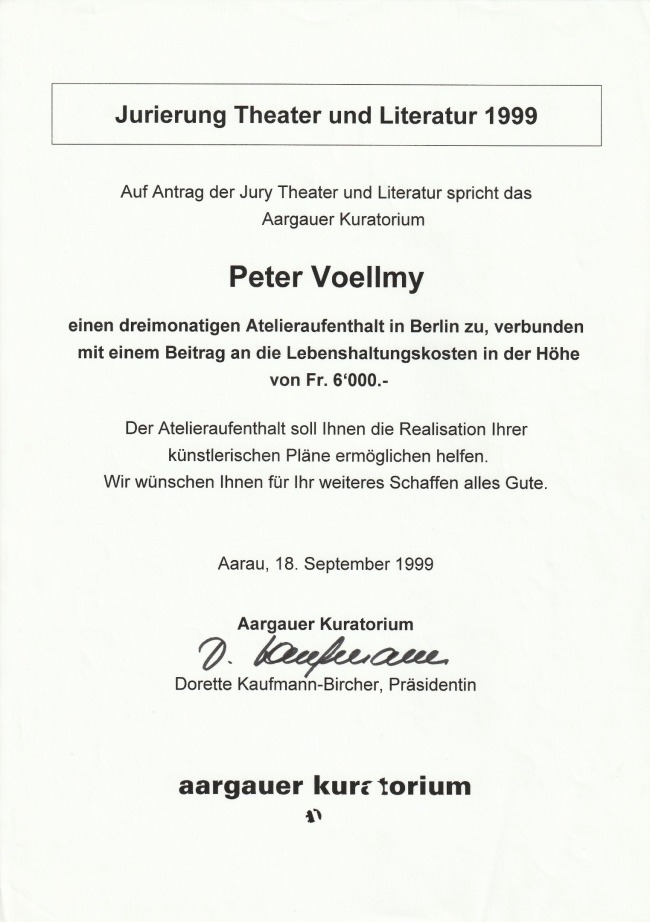 Jurierung Theater und Literatur 1999
Auf Antrag der Jury Theater und Literatur spricht das
Aargauer Kuratorium
Peter Voellmy
einen dreimonatigen Atelieraufenthalt in Berlin zu, verbunden
mit einem Beitrag an die Lebenshaltungskosten in der Höhe
von Fr. 6‘000.-
Der Atelieraufenthalt soll Ihnen die Realisation Ihrer
künstlerischen Pläne ermöglichen helfen.
Wir wünschen Ihnen für Ihr weiteres Schaffen alles Gute.
Aarau, 18. September 1999
Aargauer Kuratorium
D. Kaufmann
Dorette Kaufmann-Bircher, Präsidentin
aargauer kuratorium